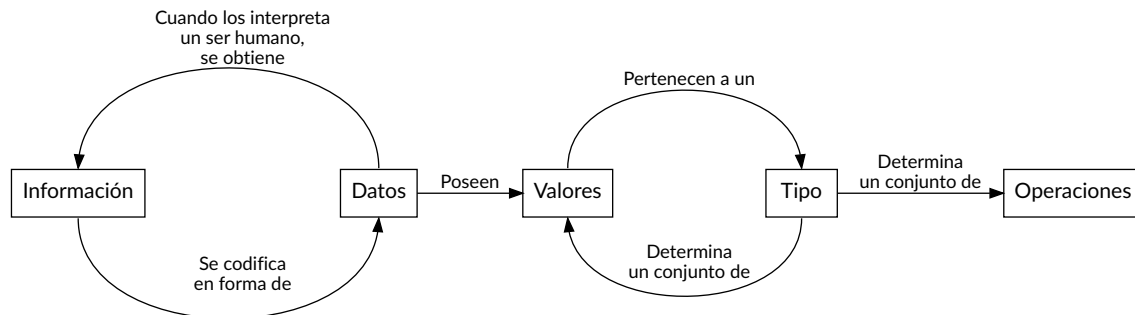 Cuando los interpreta
un ser humano,
se obtiene
Pertenecen a un
Información
Datos
Poseen
Valores
Tipo
Determina
un conjunto de
Operaciones
Se codifica
en forma de
Determina
un conjunto de